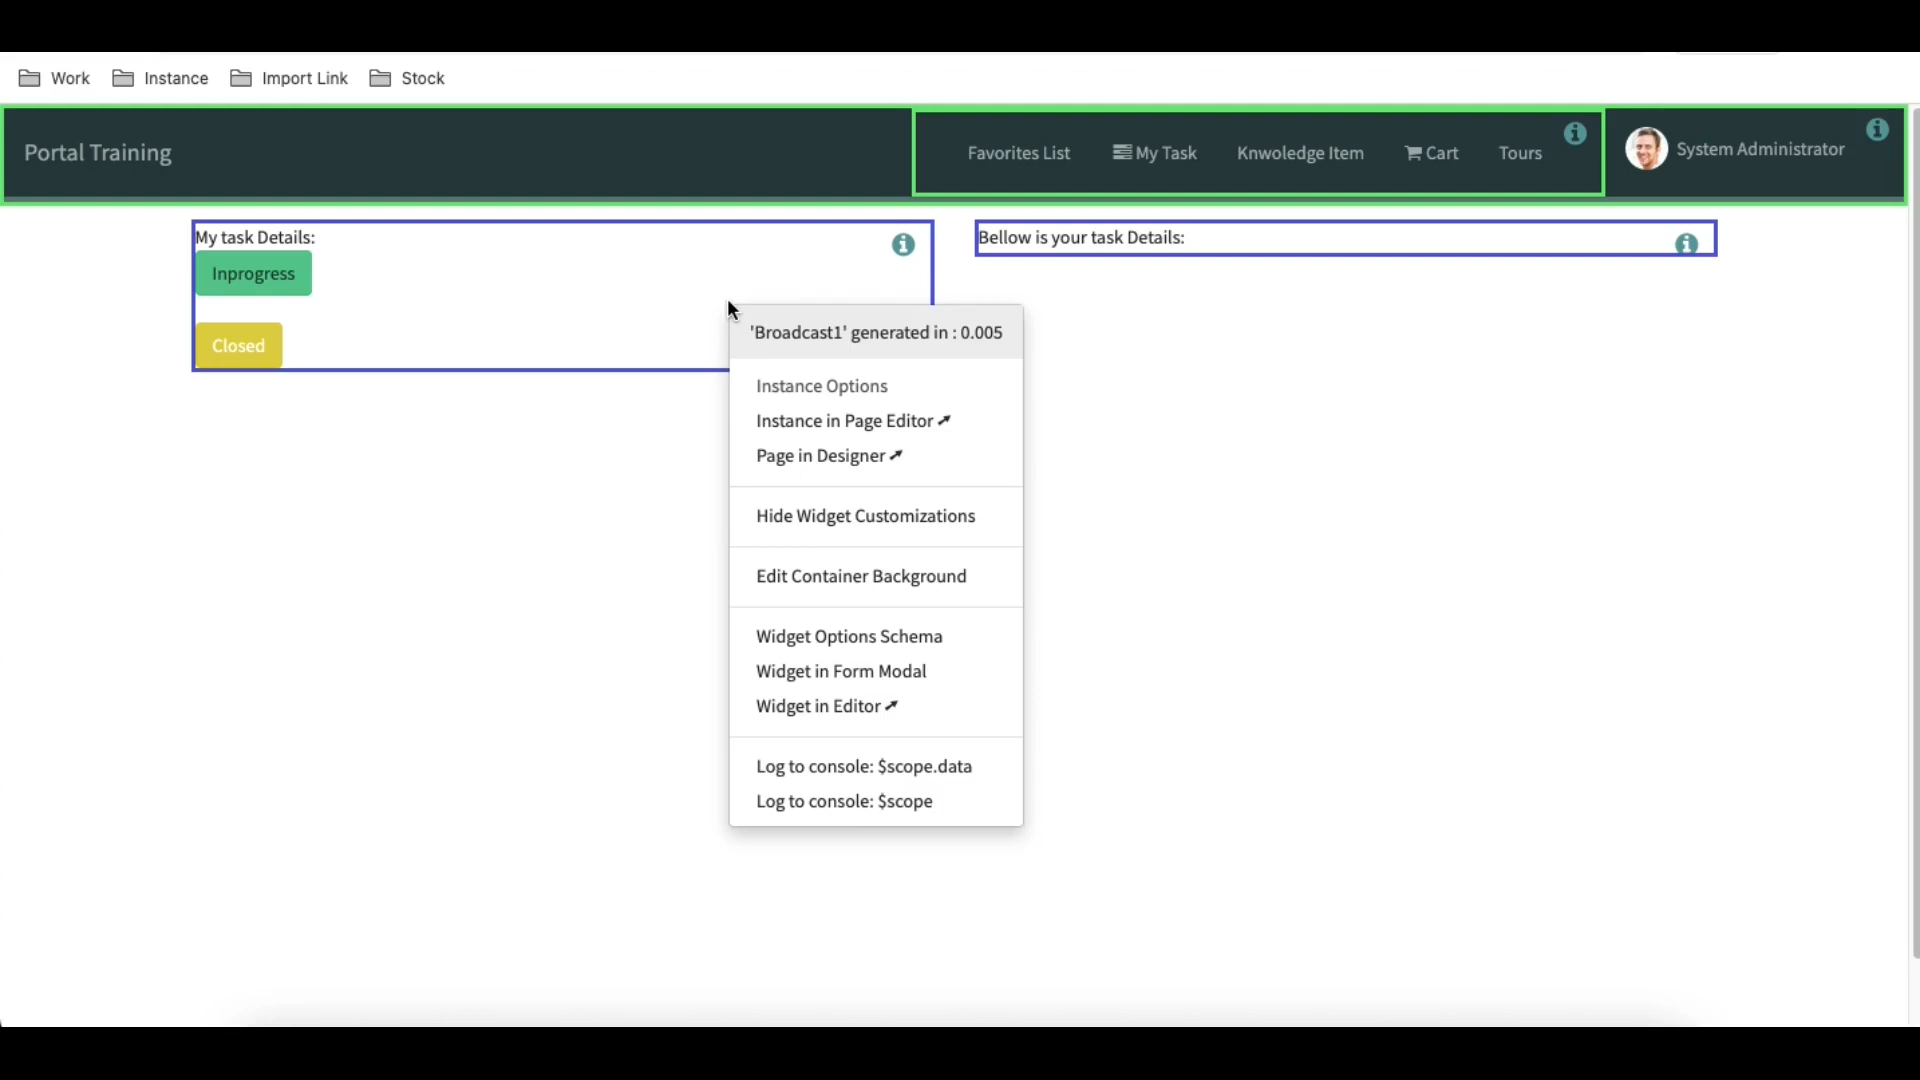 Work Instance Import Link Stock
Portal Training
Favorites List My Task Knwoledge Item Cart Tours System Administrator
My task Details:
Inprogress
Closed
Bellow is your task Details:
'Broadcast1' generated in : 0.005
Instance Options
Instance in Page Editor ➚
Page in Designer ➚
Hide Widget Customizations
Edit Container Background
Widget Options Schema
Widget in Form Modal
Widget in Editor ➚
Log to console: $scope.data
Log to console: $scope